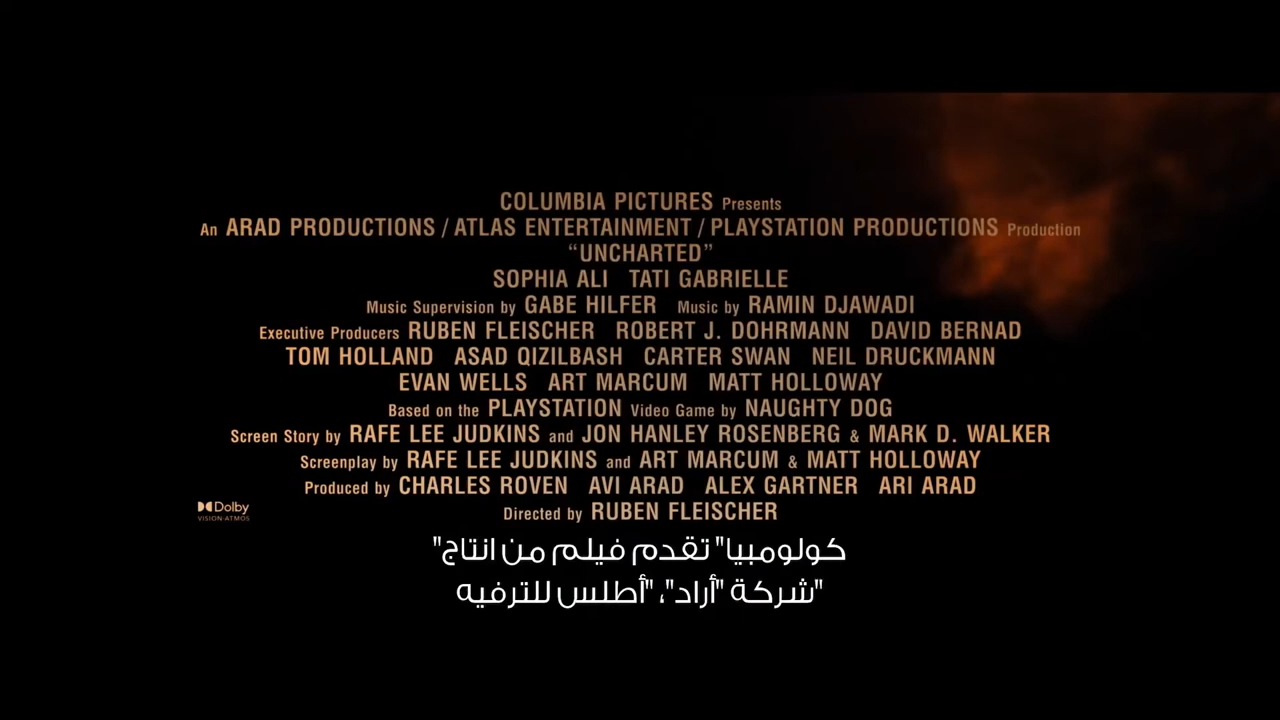 COLUMBIA PICTURES Presents
An ARAD PRODUCTIONS / ATLAS ENTERTAINMENT / PLAYSTATION PRODUCTIONS Production
“UNCHARTED”
SOPHIA ALI TATI GABRIELLE
Music Supervision by GABE HILFER Music by RAMIN DJAWADI
Executive Producers RUBEN FLEISCHER ROBERT J. DOHRMANN DAVID BERNAD
TOM HOLLAND ASAD QIZILBASH CARTER SWAN NEIL DRUCKMANN
EVAN WELLS ART MARCUM MATT HOLLOWAY
Based on the PLAYSTATION Video Game by NAUGHTY DOG
Screen Story by RAFE LEE JUDKINS and JON HANLEY ROSENBERG & MARK D. WALKER
Screenplay by RAFE LEE JUDKINS and ART MARCUM & MATT HOLLOWAY
Produced by CHARLES ROVEN AVI ARAD ALEX GARTNER ARI ARAD
Directed by RUBEN FLEISCHER
Dolby
VISION·ATMOS
كولومبيا" تقدم فيلم من انتاج"
"شركة "أراد"، "أطلس للترفيه